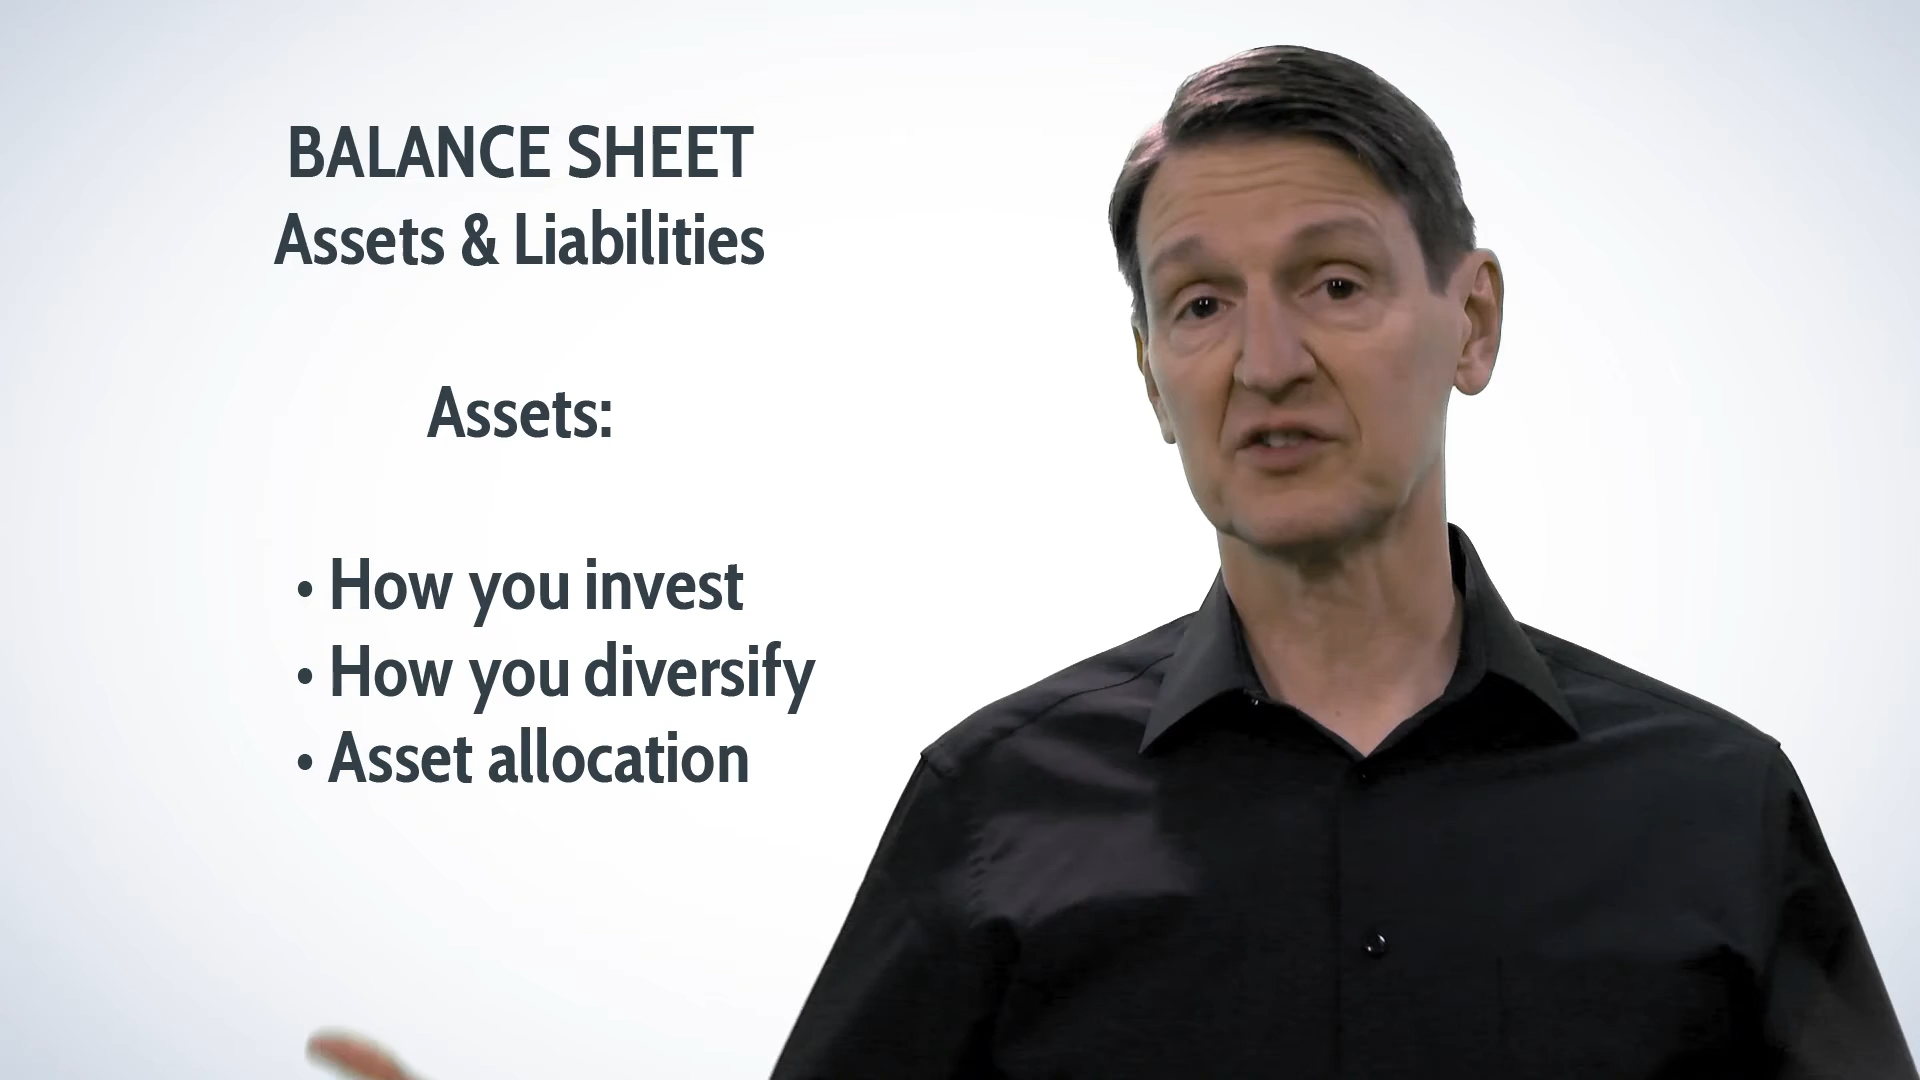 BALANCE SHEET
Assets & Liabilities
Assets:
• How you invest
• How you diversify
• Asset allocation